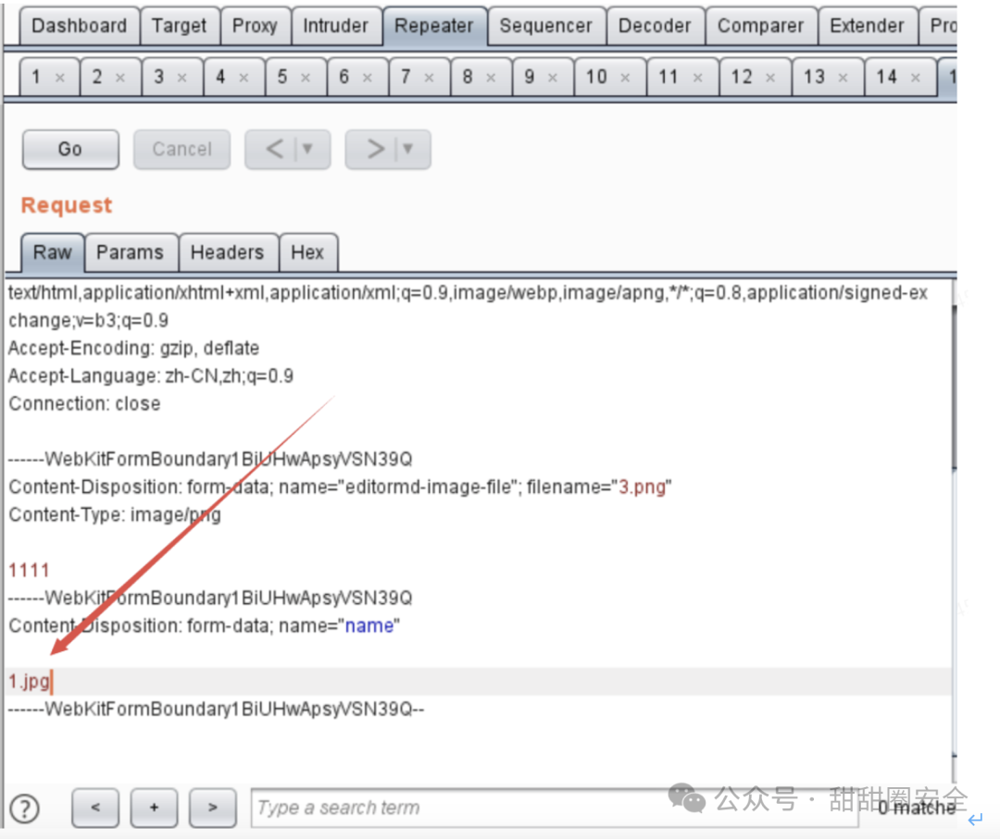 Dashboard Target Proxy Intruder Repeater Sequencer Decoder Comparer Extender Pro
1 × 2 × 3 × 4 × 5 × 6 × 7 × 8 × 9 × 10 × 11 × 12 × 13 × 14 × 1
Go Cancel < ▼ > ▼
Request
Raw Params Headers Hex
text/html,application/xhtml+xml,application/xml;q=0.9,image/webp,image/apng,*/*;q=0.8,application/signed-ex
change;v=b3;q=0.9
Accept-Encoding: gzip, deflate
Accept-Language: zh-CN,zh;q=0.9
Connection: close
------WebKitFormBoundary1BiUHwApsyVSN39Q
Content-Disposition: form-data; name="editormd-image-file"; filename="3.png"
Content-Type: image/png
1111
------WebKitFormBoundary1BiUHwApsyVSN39Q
Content-Disposition: form-data; name="name"
1.jpg
------WebKitFormBoundary1BiUHwApsyVSN39Q--
? < + > Type a search term 0 matche
公众号 · 甜甜圈安全